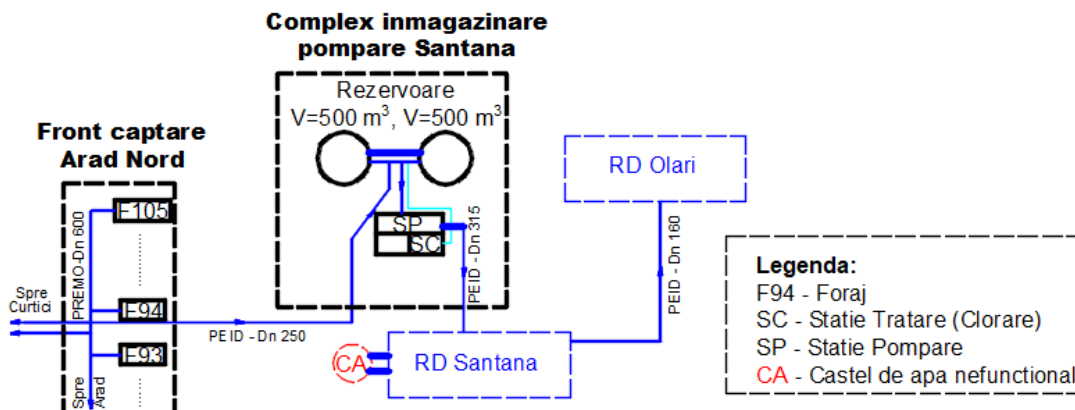 Complex inmagazinare
pompare Santana
Rezervoare
V=500 m³, V=500 m³
SP
SC
PEID - Dn 315
Front captare
Arad Nord
PREMO-Dn 600
F105
F94
F93
Spre
Curtici
Spre
Arad
PEID - Dn 250
CA
RD Santana
RD Olari
PEID - Dn 160
Legenda:
F94 - Foraj
SC - Statie Tratare (Clorare)
SP - Statie Pompare
CA - Castel de apa nefunctional